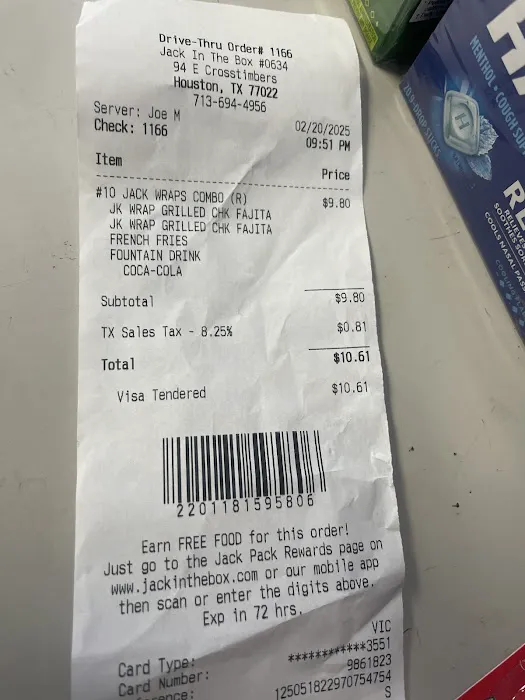 Drive-Thru Order# 1166
Jack In The Box #0634
94 E Crosstimbers
Houston, TX 77022
713-694-4956
Server: Joe M
02/20/2025
Check: 1166
09:51 PM
Item
Price
#10 JACK WRAPS COMBO (R) $9.80
JK WRAP GRILLED CHK FAJITA
JK WRAP GRILLED CHK FAJITA
FRENCH FRIES
FOUNTAIN DRINK
COCA-COLA
Subtotal $9.80
TX Sales Tax - 8.25% $0.81
Total $10.61
Visa Tendered $10.61
2201181595806
Earn FREE FOOD for this order!
Just go to the Jack Pack Rewards page on
www.jackinthebox.com or our mobile app
then scan or enter the digits above.
Exp in 72 hrs.
Card Type: VIC
Card Number: ************3551
9861823
125051822970754754
S
MENTHOL • COUGH
DROP STICKS
COOLS NASAL